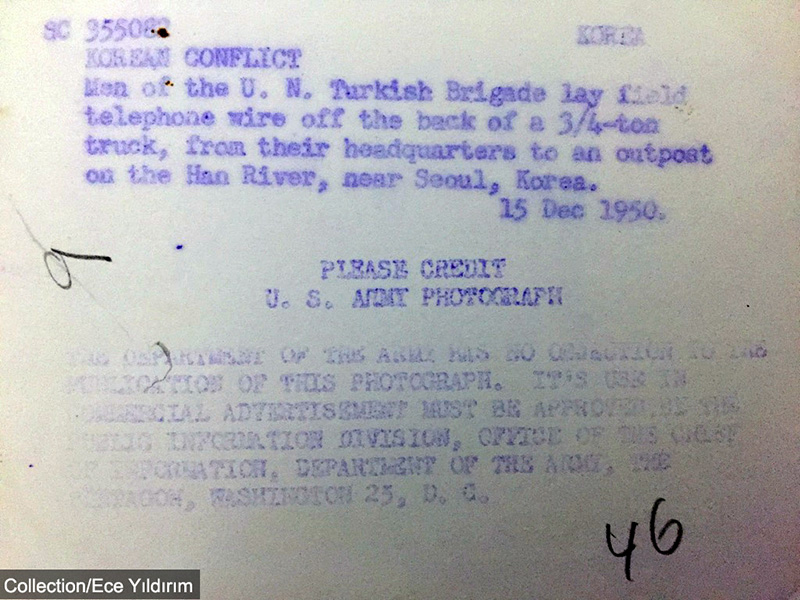 SC 355082
KOREA
KOREAN CONFLICT
Men of the U. N. Turkish Brigade lay field
telephone wire off the back of a 3/4-ton
truck, from their headquarters to an outpost
on the Han River, near Seoul, Korea.
15 Dec 1950.
PLEASE CREDIT
U. S. ARMY PHOTOGRAPH
THE DEPARTMENT OF THE ARMY HAS NO OBJECTION TO THE
PUBLICATION OF THIS PHOTOGRAPH. IT'S USE IN
COMMERCIAL ADVERTISEMENT MUST BE APPROVED BY THE
PUBLIC INFORMATION DIVISION, OFFICE OF THE CHIEF
OF INFORMATION, DEPARTMENT OF THE ARMY, THE
PENTAGON, WASHINGTON 25, D. C.
46
Collection/Ece Yıldırım